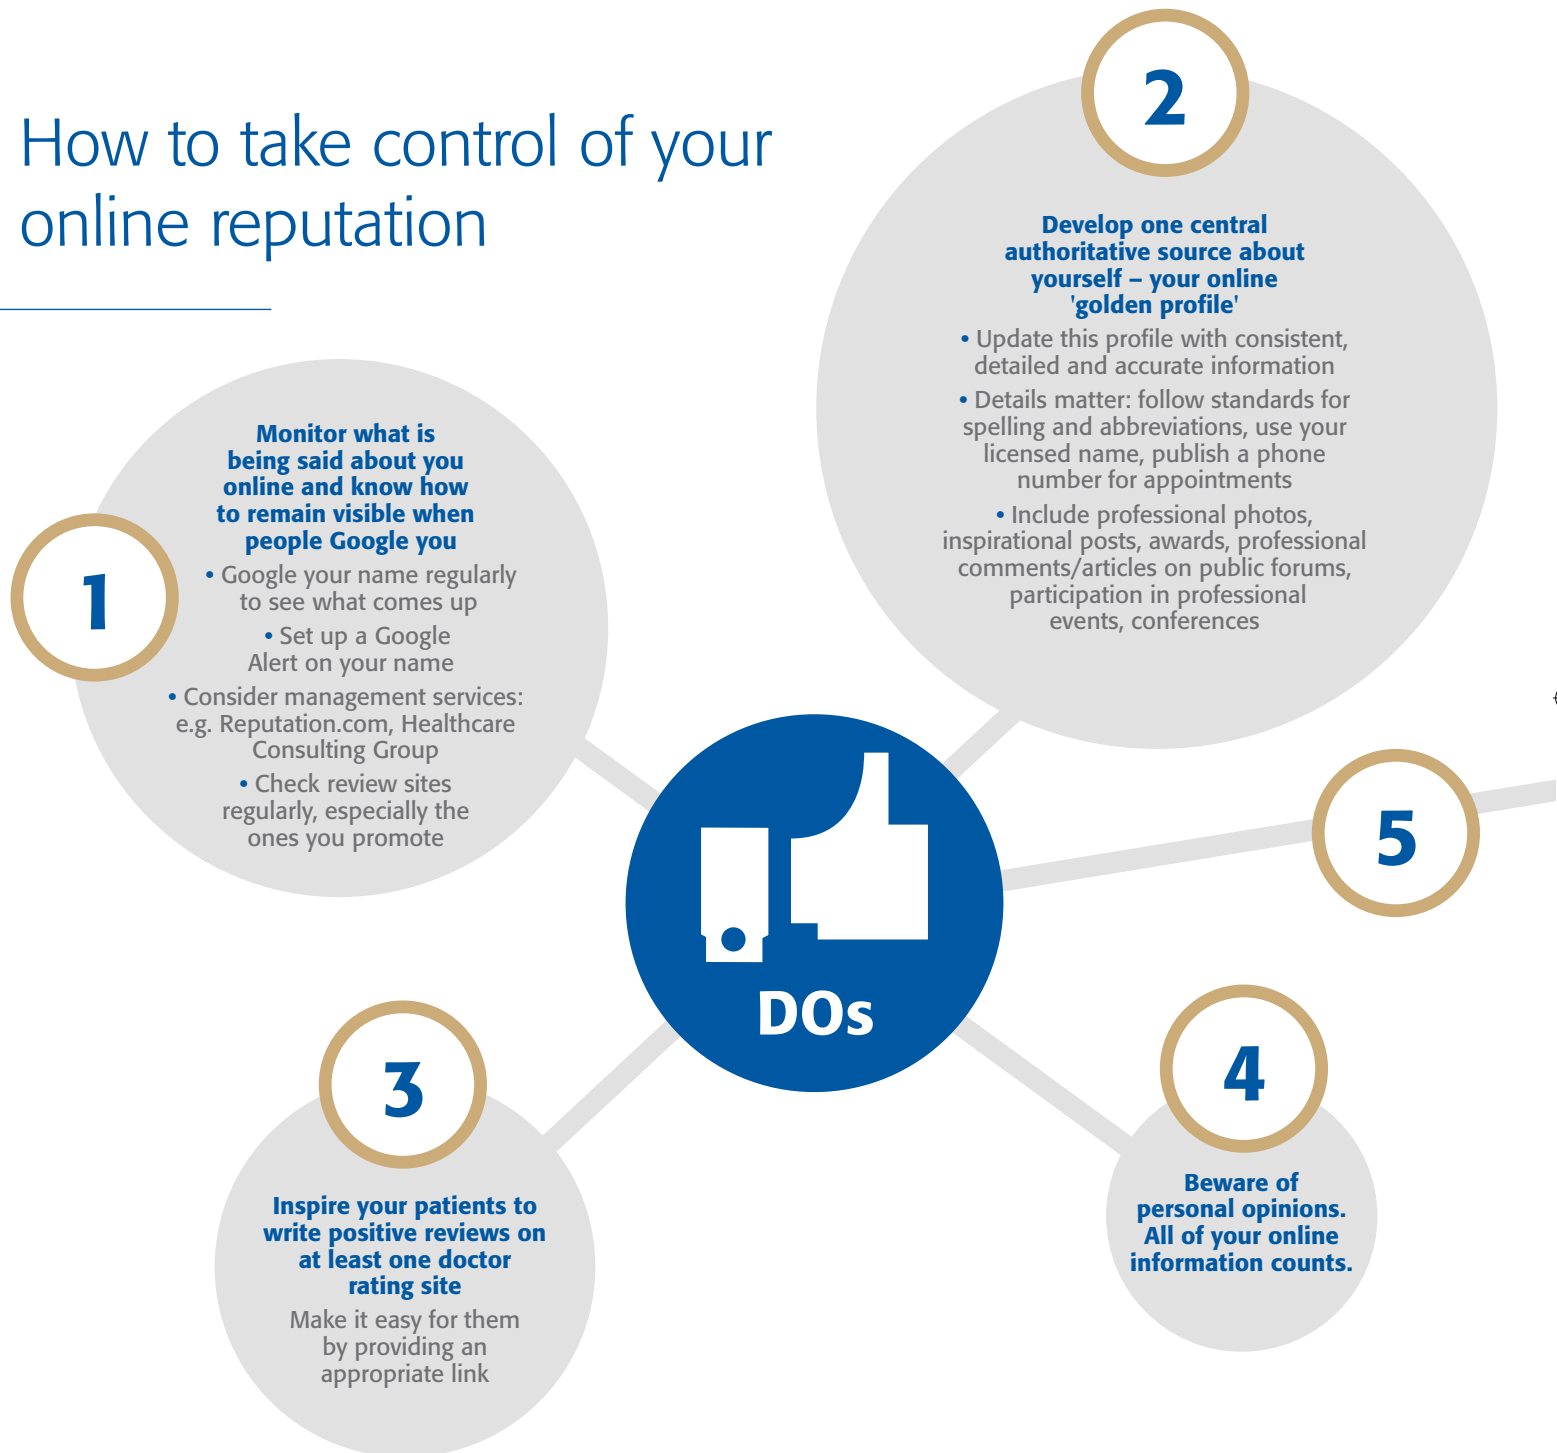 How to take control of your
online reputation
1
Monitor what is
being said about you
online and know how
to remain visible when
people Google you
• Google your name regularly
to see what comes up
• Set up a Google
Alert on your name
• Consider management services:
e.g. Reputation.com, Healthcare
Consulting Group
• Check review sites
regularly, especially the
ones you promote
2
Develop one central
authoritative source about
yourself – your online
'golden profile'
• Update this profile with consistent,
detailed and accurate information
• Details matter: follow standards for
spelling and abbreviations, use your
licensed name, publish a phone
number for appointments
• Include professional photos,
inspirational posts, awards, professional
comments/articles on public forums,
participation in professional
events, conferences
5
DOs
3
Inspire your patients to
write positive reviews on
at least one doctor
rating site
Make it easy for them
by providing an
appropriate link
4
Beware of
personal opinions.
All of your online
information counts.